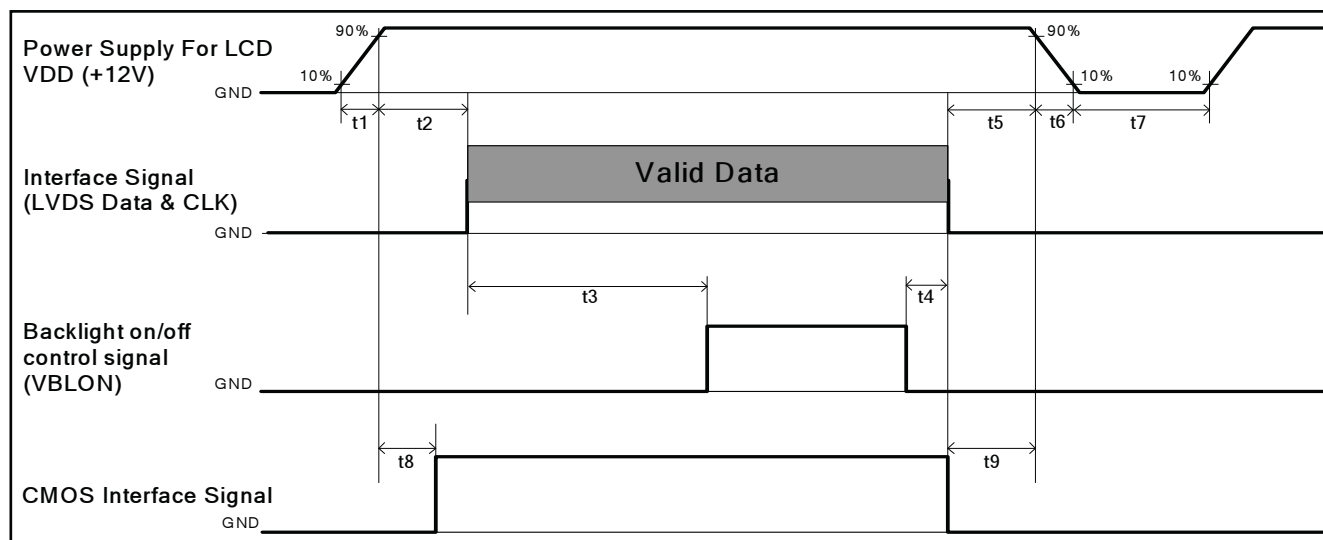 90%
90%
Power Supply For LCD
VDD (+12V)
10%
10%
10%
GND
t1
t2
t5
t6
t7
Valid Data
Interface Signal
(LVDS Data & CLK)
GND
t3
t4
Backlight on/off
control signal
(VBLON)
GND
t8
t9
CMOS Interface Signal
GND